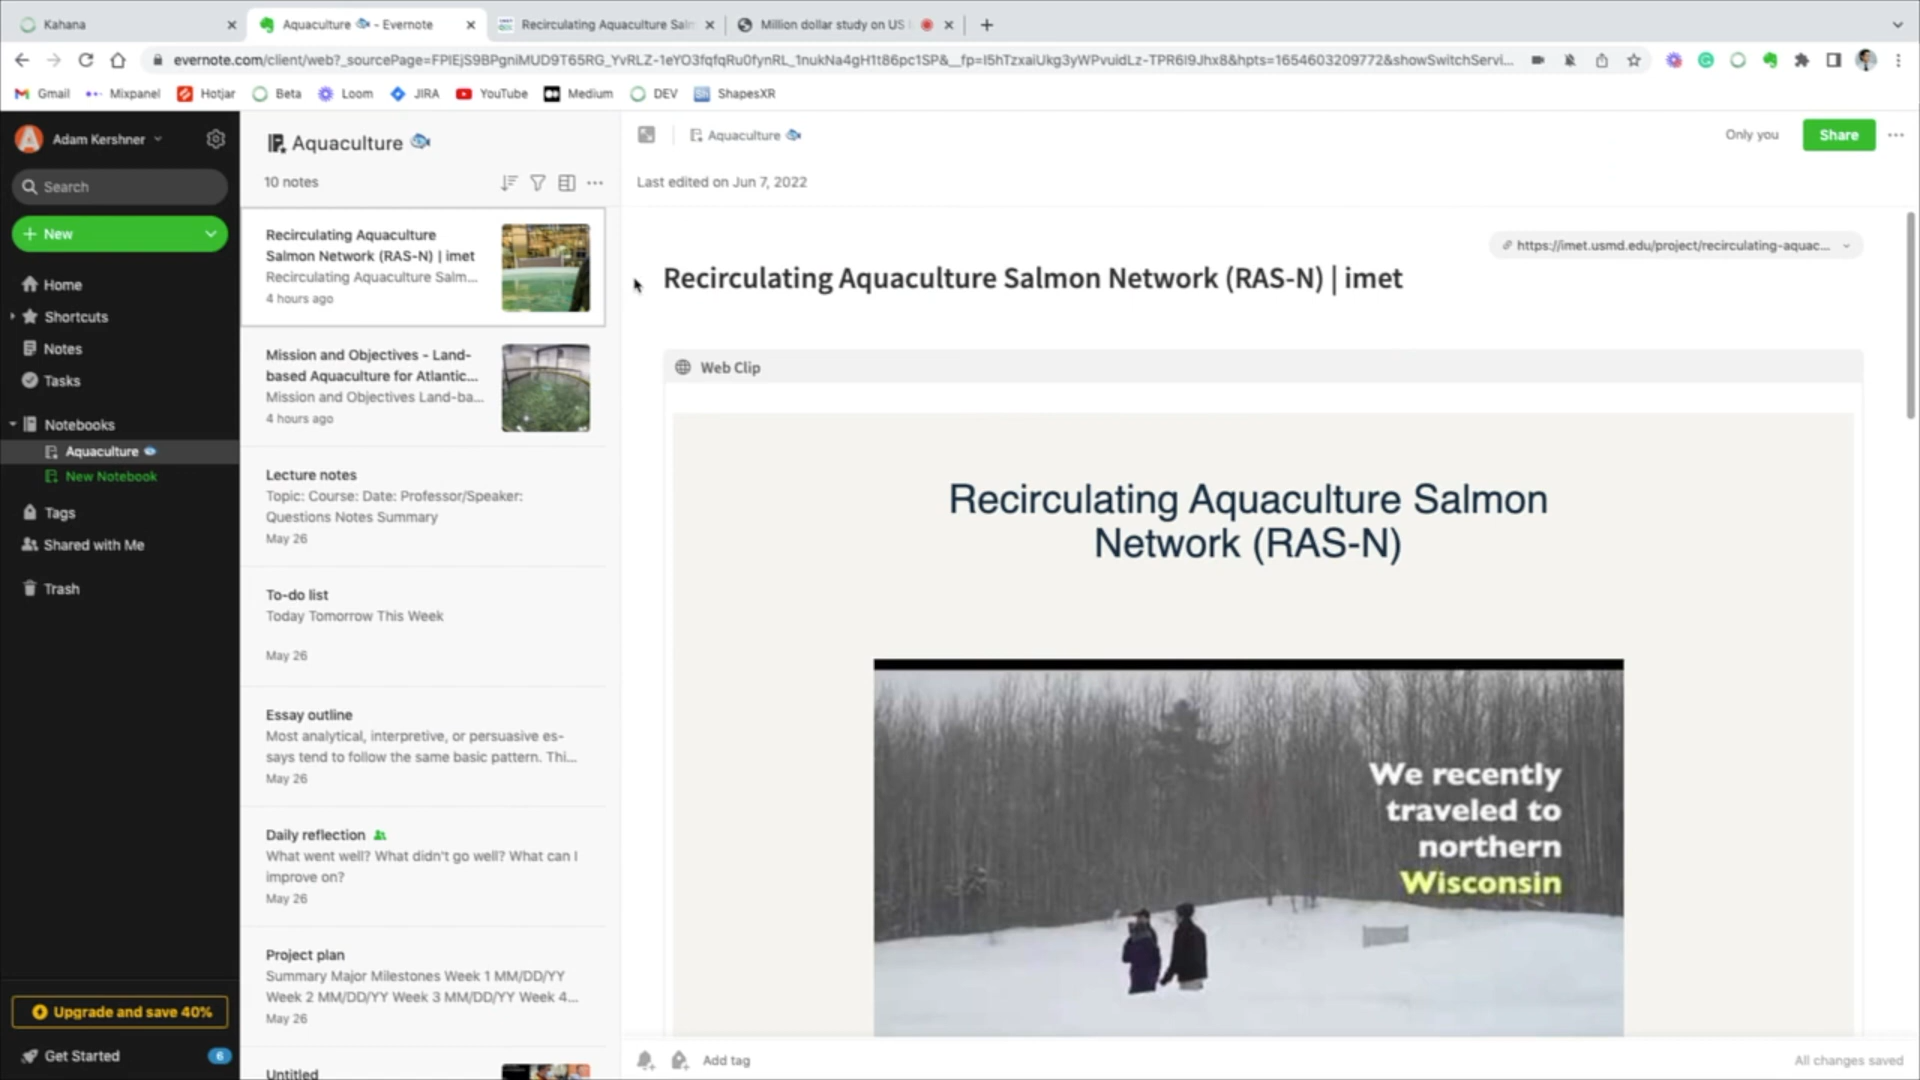 Kahana
Aquaculture 🐟 - Evernote
Recirculating Aquaculture Sal
Million dollar study on US
evernote.com/client/web?_sourcePage=FPIEjS9BPgniMUD9T65RG_YvRLZ-1eYO3fqfqRu0fynRL_1nukNa4gH1t86pc1SP&__fp=I5hTzxaiUkg3yWPvuidLz-TPR6I9Jhx8&hpts=1654603209772&showSwitchServi...
Gmail
Mixpanel
Hotjar
Beta
Loom
JIRA
YouTube
Medium
DEV
ShapesXR
Adam Kershner
Search
New
Home
Shortcuts
Notes
Tasks
Notebooks
Aquaculture 🐟
New Notebook
Tags
Shared with Me
Trash
Upgrade and save 40%
Get Started 6
Aquaculture 🐟
10 notes
Recirculating Aquaculture
Salmon Network (RAS-N) | imet
Recirculating Aquaculture Salm...
4 hours ago
Mission and Objectives - Land-
based Aquaculture for Atlantic...
Mission and Objectives Land-ba...
4 hours ago
Lecture notes
Topic: Course: Date: Professor/Speaker:
Questions Notes Summary
May 26
To-do list
Today Tomorrow This Week
May 26
Essay outline
Most analytical, interpretive, or persuasive es-
says tend to follow the same basic pattern. Thi...
May 26
Daily reflection
What went well? What didn't go well? What can I
improve on?
May 26
Project plan
Summary Major Milestones Week 1 MM/DD/YY
Week 2 MM/DD/YY Week 3 MM/DD/YY Week 4...
May 26
Untitled
Aquaculture 🐟
Only you
Share
Last edited on Jun 7, 2022
https://imet.usmd.edu/project/recirculating-aquac...
Recirculating Aquaculture Salmon Network (RAS-N) | imet
Web Clip
Recirculating Aquaculture Salmon
Network (RAS-N)
We recently
traveled to
northern
Wisconsin
Add tag
All changes saved